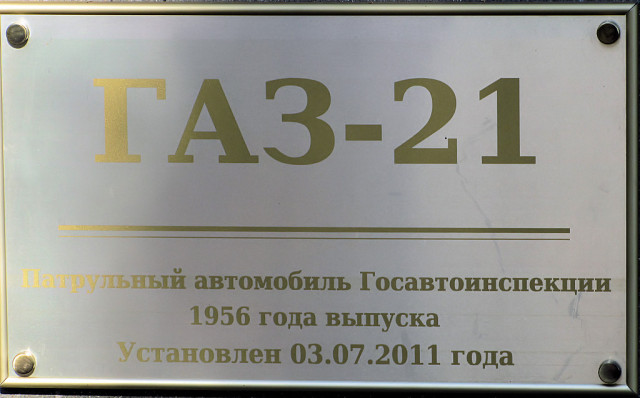 ГАЗ-21
Патрульный автомобиль Госавтоинспекции
1956 года выпуска
Установлен 03.07.2011 года